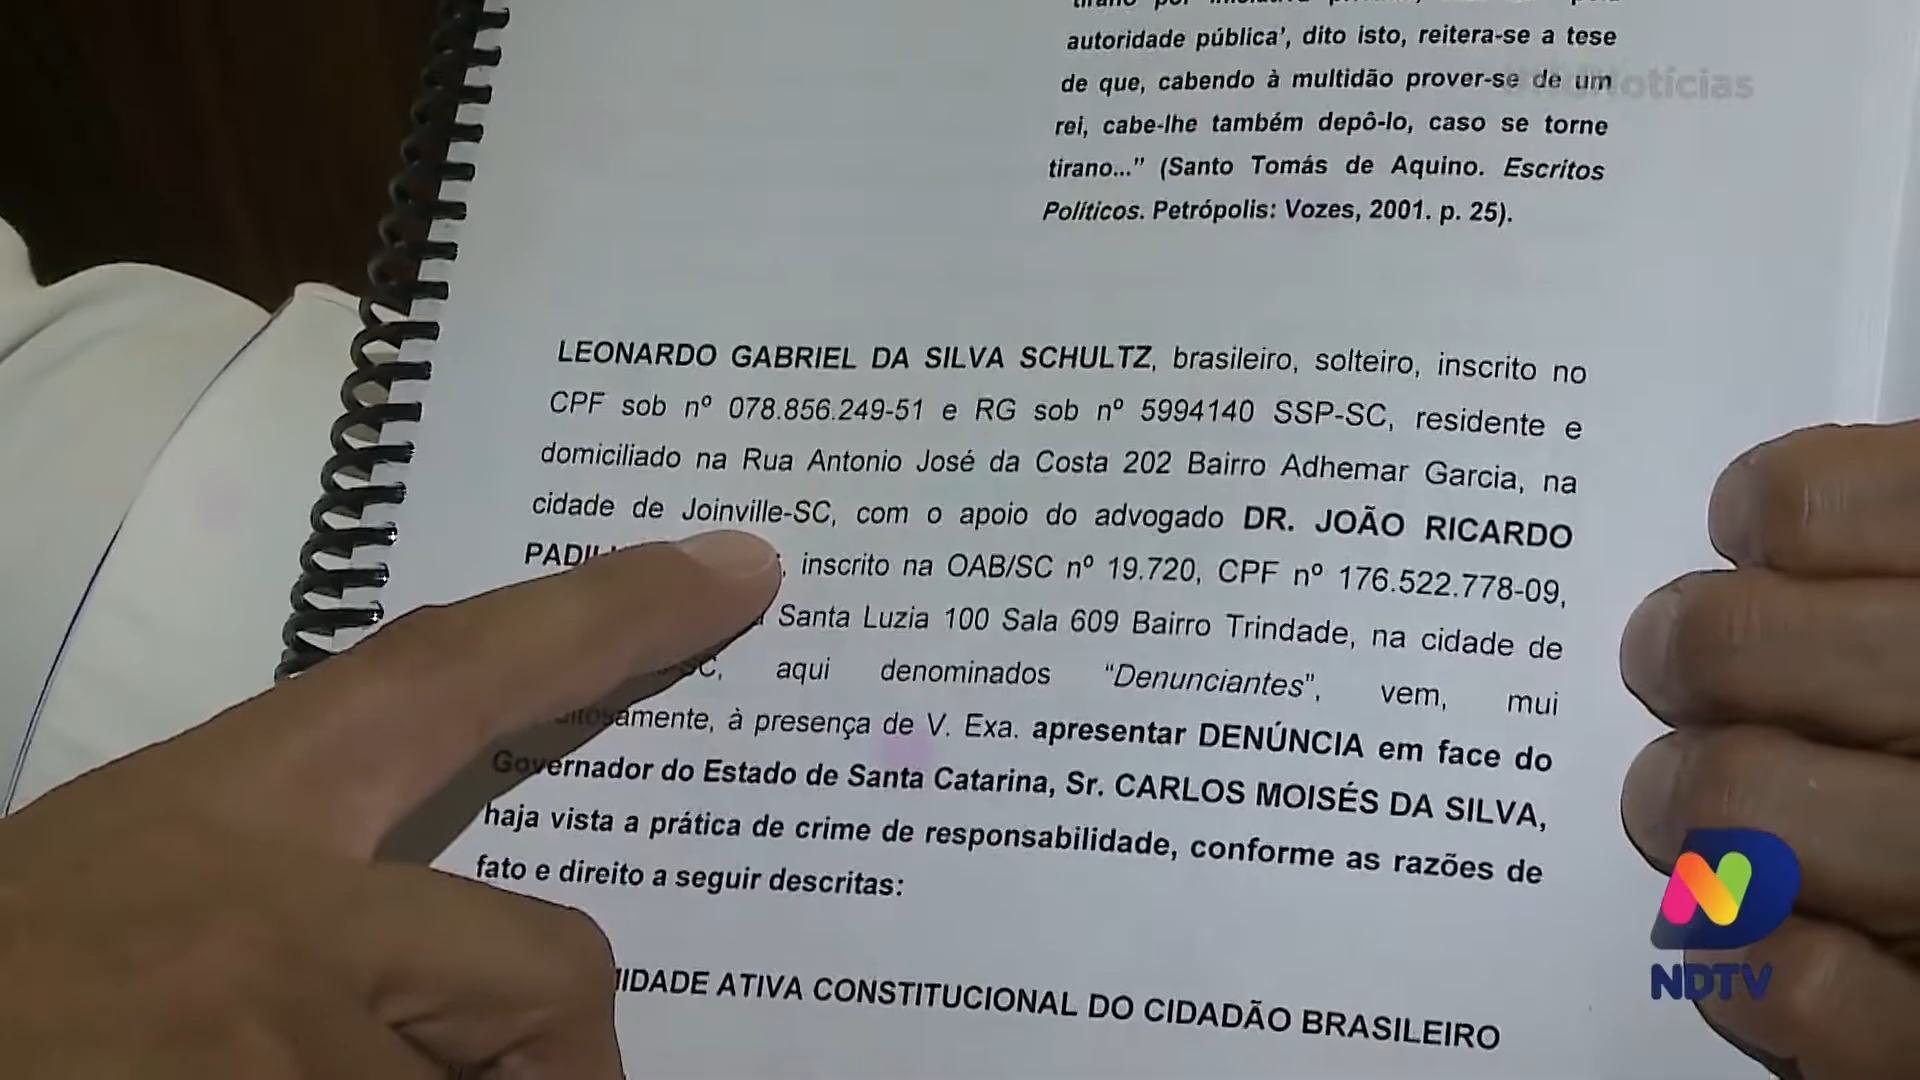 autoridade pública', dito isto, reitera-se a tese
de que, cabendo à multidão prover-se de um
rei, cabe-lhe também depô-lo, caso se torne
tirano...” (Santo Tomás de Aquino. Escritos
Políticos. Petrópolis: Vozes, 2001. p. 25).
Notícias
LEONARDO GABRIEL DA SILVA SCHULTZ, brasileiro, solteiro, inscrito no
CPF sob nº 078.856.249-51 e RG sob nº 5994140 SSP-SC, residente e
domiciliado na Rua Antonio José da Costa 202 Bairro Adhemar Garcia, na
cidade de Joinville-SC, com o apoio do advogado DR. JOÃO RICARDO
inscrito na OAB/SC nº 19.720, CPF nº 176.522.778-09,
Santa Luzia 100 Sala 609 Bairro Trindade, na cidade de
aqui denominados “Denunciantes”, vem, mui
à presença de V. Exa. apresentar DENÚNCIA em face do
Governador do Estado de Santa Catarina, Sr. CARLOS MOISÉS DA SILVA,
haja vista a prática de crime de responsabilidade, conforme as razões de
fato e direito a seguir descritas:
ATIVA CONSTITUCIONAL DO CIDADÃO BRASILEIRO
NDTV